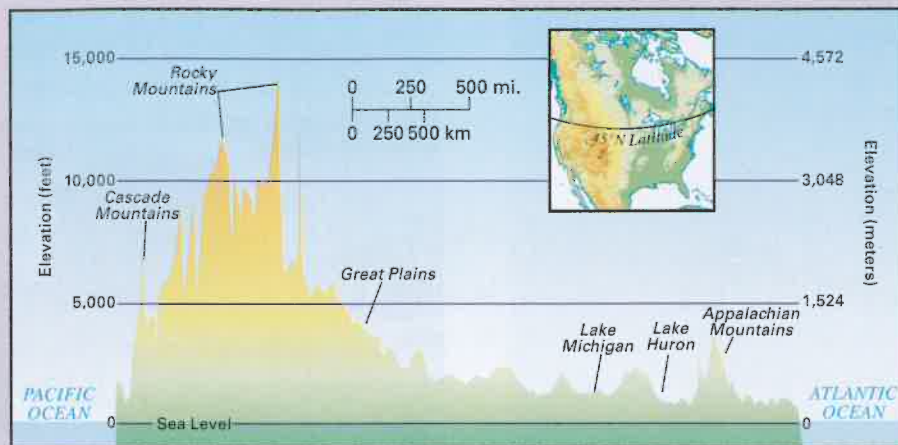 15,000
10,000
5,000
0
Elevation (feet)
Rocky
Mountains
Cascade
Mountains
0 250 500 mi.
0 250 500 km
45°N Latitude
4,572
3,048
1,524
0
Elevation (meters)
Great Plains
Lake
Michigan
Lake
Huron
Appalachian
Mountains
PACIFIC
OCEAN
Sea Level
ATLANTIC
OCEAN